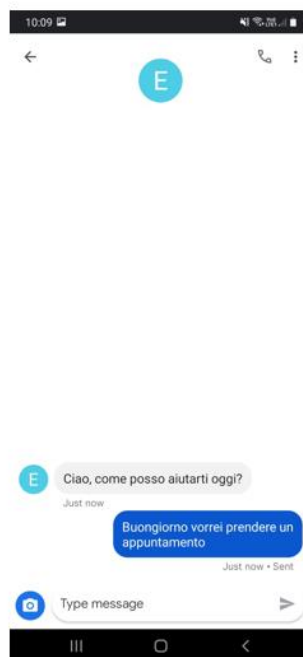 10:09
E
E
Ciao, come posso aiutarti oggi?
Just now
Buongiorno vorrei prendere un
appuntamento
Just now • Sent
Type message